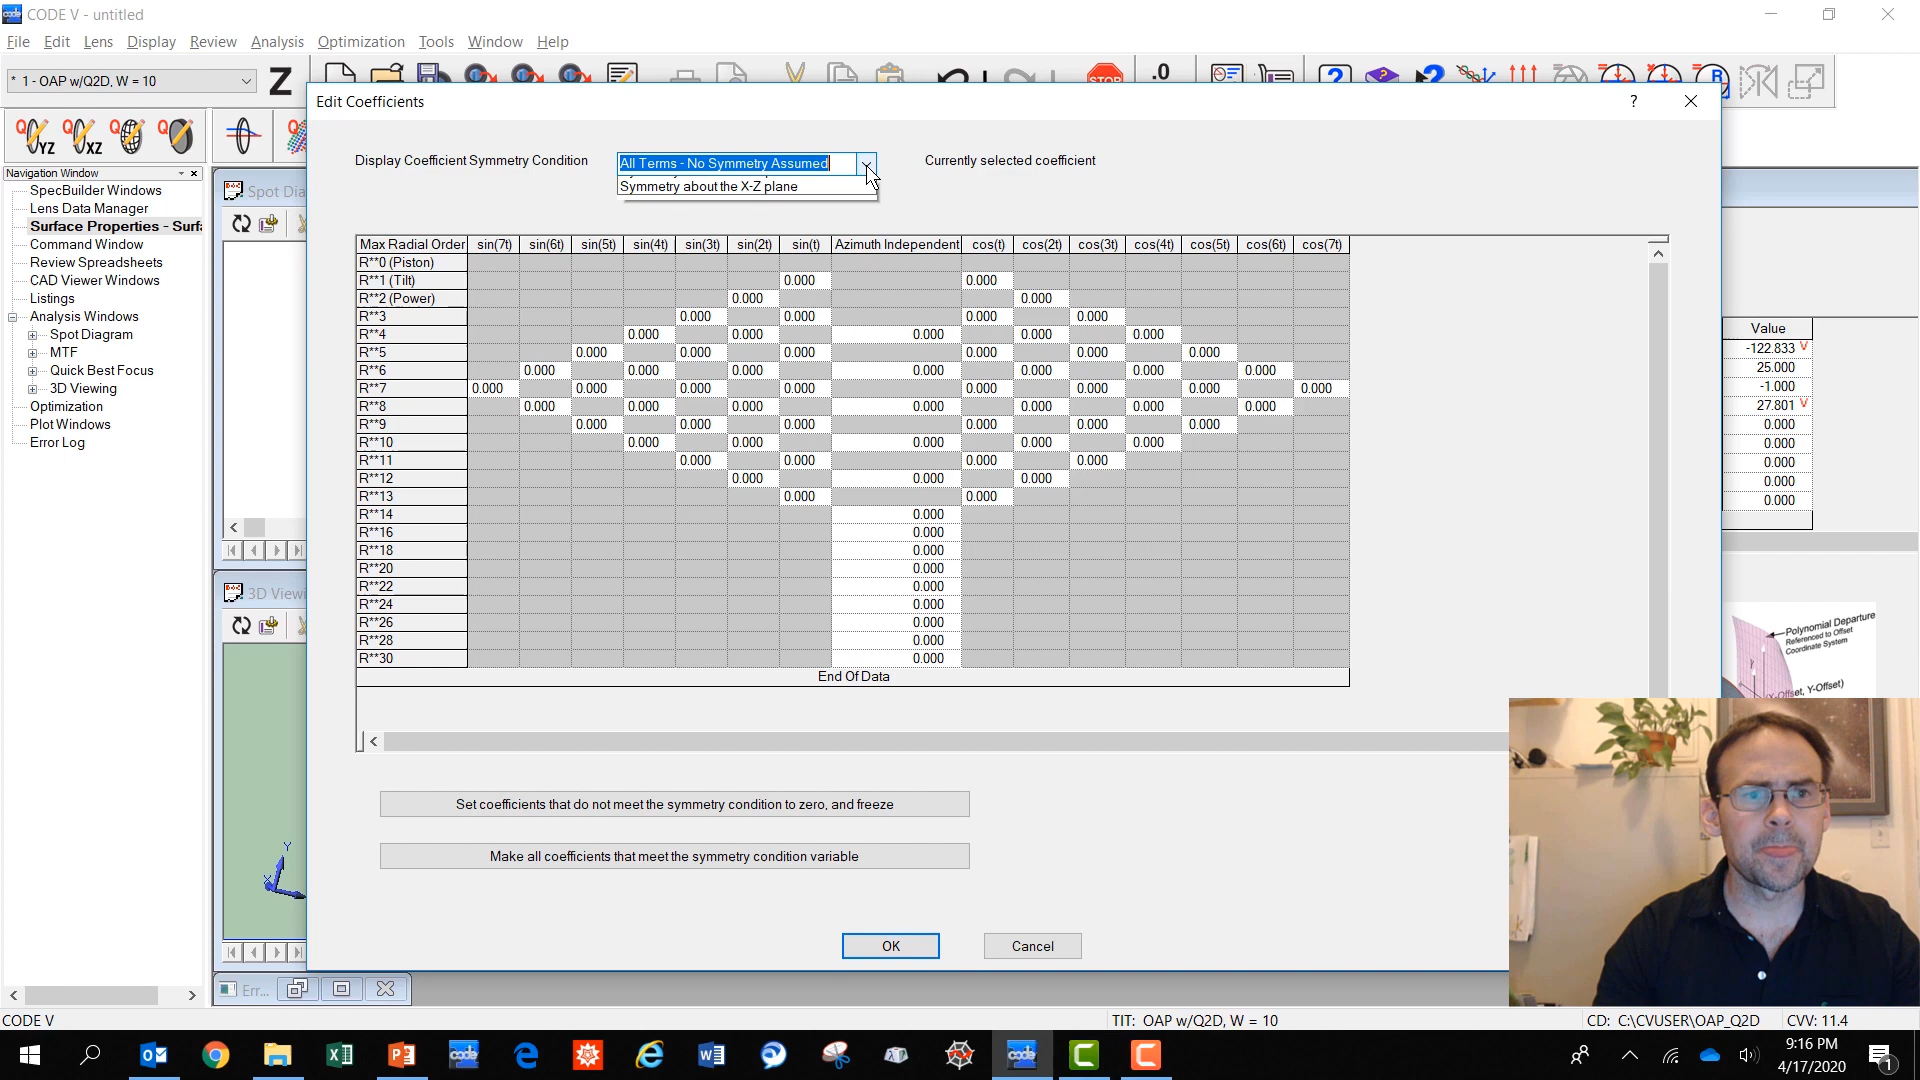 CODE V - untitled
File Edit Lens Display Review Analysis Optimization Tools Window Help
* 1 - OAP w/Q2D, W = 10
Z
STOP
.0
Edit Coefficients
Display Coefficient Symmetry Condition
All Terms - No Symmetry Assumed
Symmetry about the X-Z plane
Currently selected coefficient
Navigation Window
SpecBuilder Windows
Lens Data Manager
Surface Properties - Surfa
Command Window
Review Spreadsheets
CAD Viewer Windows
Listings
Analysis Windows
Spot Diagram
MTF
Quick Best Focus
3D Viewing
Optimization
Plot Windows
Error Log
Spot Dia
3D Viewi
Y
X
Err...
Max Radial Order sin(7t) sin(6t) sin(5t) sin(4t) sin(3t) sin(2t) sin(t) Azimuth Independent cos(t) cos(2t) cos(3t) cos(4t) cos(5t) cos(6t) cos(7t)
R**0 (Piston)
R**1 (Tilt) 0.000 0.000
R**2 (Power) 0.000 0.000
R**3 0.000 0.000 0.000 0.000
R**4 0.000 0.000 0.000 0.000 0.000
R**5 0.000 0.000 0.000 0.000 0.000 0.000
R**6 0.000 0.000 0.000 0.000 0.000 0.000 0.000
R**7 0.000 0.000 0.000 0.000 0.000 0.000 0.000 0.000
R**8 0.000 0.000 0.000 0.000 0.000 0.000 0.000
R**9 0.000 0.000 0.000 0.000 0.000 0.000
R**10 0.000 0.000 0.000 0.000 0.000
R**11 0.000 0.000 0.000 0.000
R**12 0.000 0.000 0.000
R**13 0.000 0.000
R**14 0.000
R**16 0.000
R**18 0.000
R**20 0.000
R**22 0.000
R**24 0.000
R**26 0.000
R**28 0.000
R**30 0.000
End Of Data
Set coefficients that do not meet the symmetry condition to zero, and freeze
Make all coefficients that meet the symmetry condition variable
OK Cancel
Value
-122.833 V
25.000
-1.000
27.801 V
0.000
0.000
0.000
0.000
0.000
Polynomial Departure
Referenced to Offset
Coordinate System
(X-Offset, Y-Offset)
CODE V
TIT: OAP w/Q2D, W = 10
CD: C:\CVUSER\OAP_Q2D
CVV: 11.4
9:16 PM
4/17/2020
1